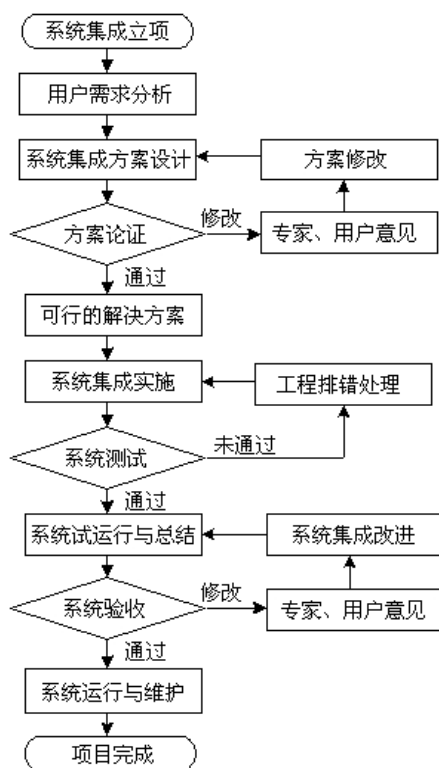 系统集成立项
用户需求分析
系统集成方案设计
方案修改
方案论证
修改
专家、用户意见
通过
可行的解决方案
系统集成实施
工程排错处理
系统测试
未通过
通过
系统试运行与总结
系统集成改进
系统验收
修改
专家、用户意见
通过
系统运行与维护
项目完成